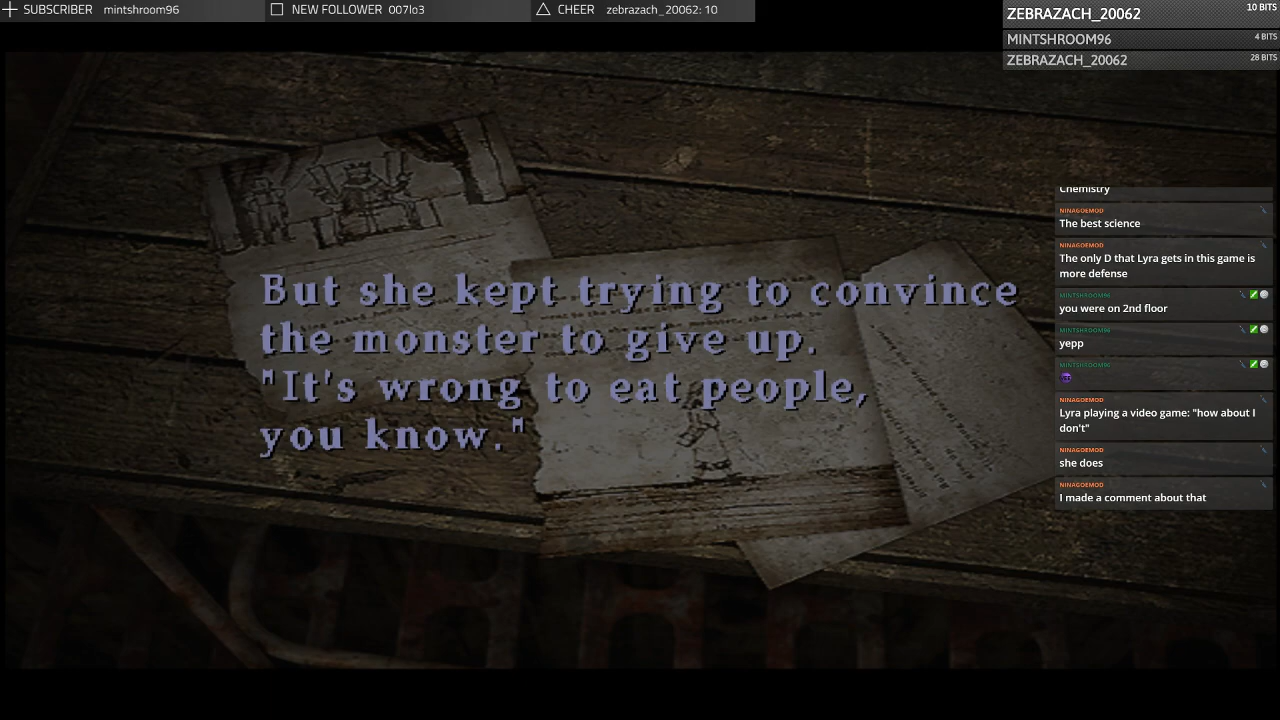 SUBSCRIBER mintshroom96
NEW FOLLOWER 007lo3
CHEER zebrazach_20062: 10
ZEBRAZACH_20062 10 BITS
MINTSHROOM96 4 BITS
ZEBRAZACH_20062 28 BITS
But she kept trying to convince
the monster to give up.
"It's wrong to eat people,
you know."
Chemistry
NINAGOEMOD
The best science
NINAGOEMOD
The only D that Lyra gets in this game is
more defense
MINTSHROOM96
you were on 2nd floor
MINTSHROOM96
yepp
MINTSHROOM96
NINAGOEMOD
Lyra playing a video game: "how about I
don't"
NINAGOEMOD
she does
NINAGOEMOD
I made a comment about that